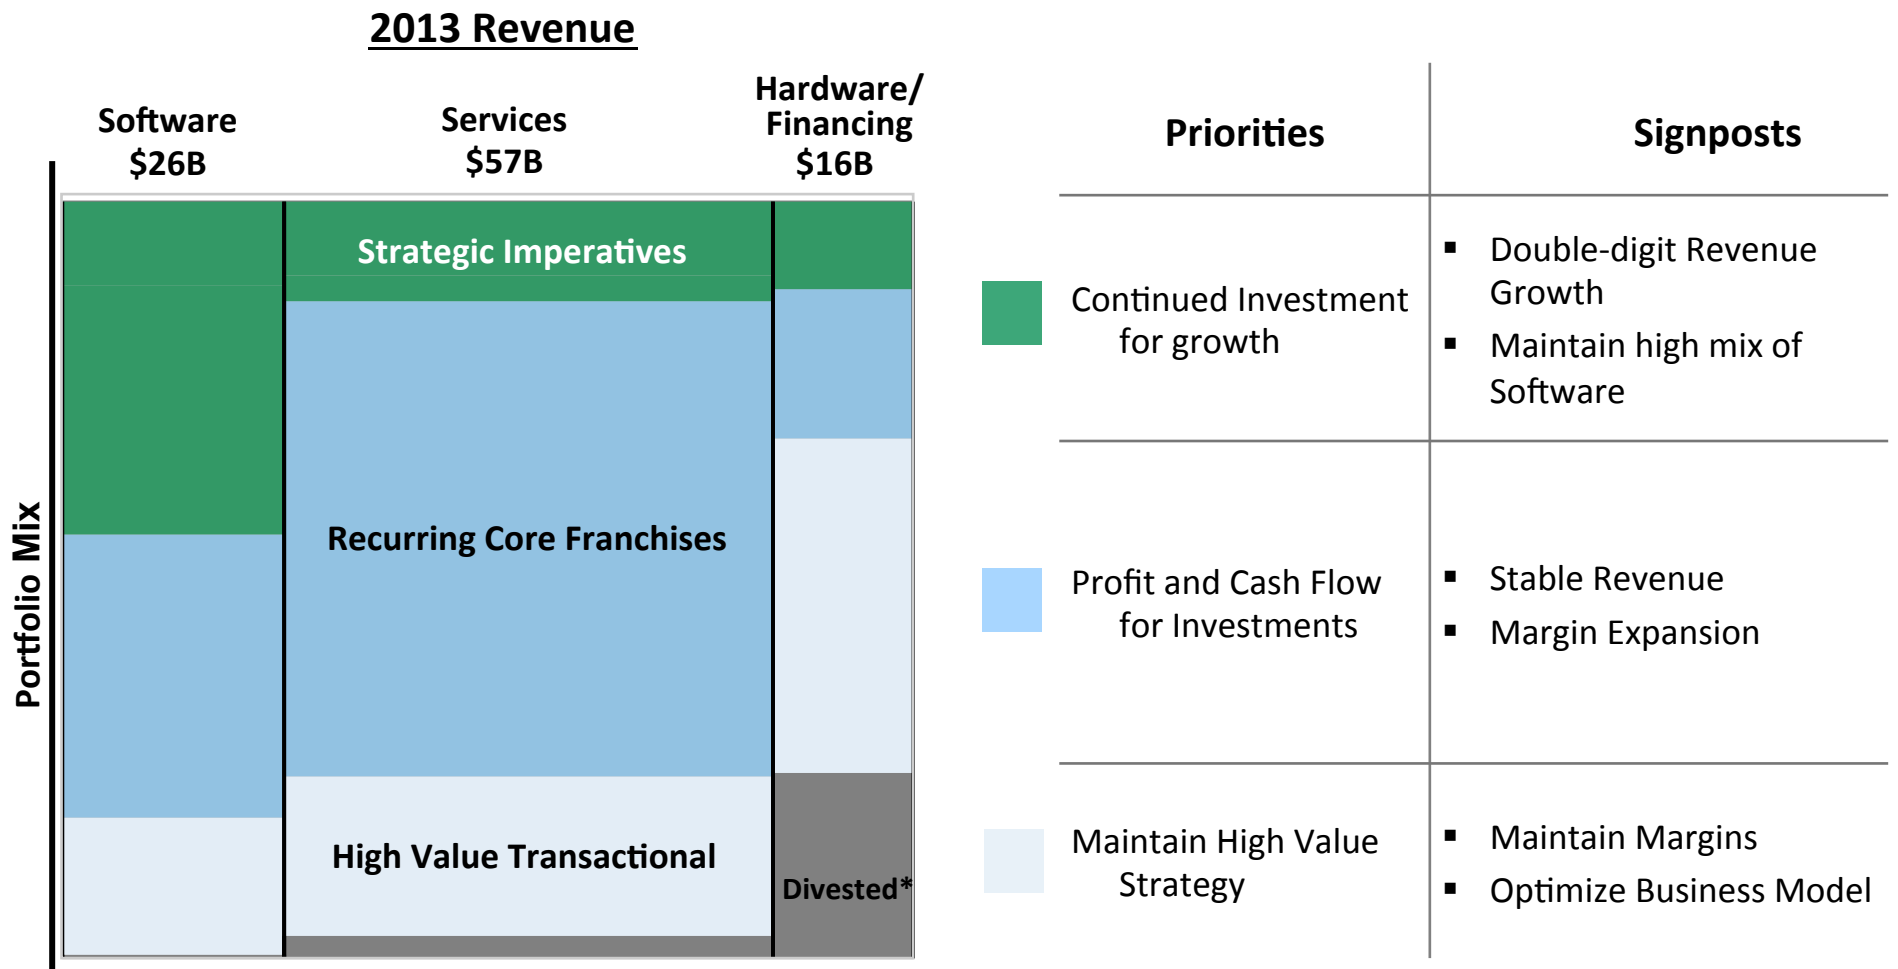 2013 Revenue
Software
$26B
Services
$57B
Hardware/
Financing
$16B
Portfolio Mix
Strategic Imperatives
Recurring Core Franchises
High Value Transactional
Divested*
Priorities
Signposts
Continued Investment
for growth
▪ Double-digit Revenue
Growth
▪ Maintain high mix of
Software
Profit and Cash Flow
for Investments
▪ Stable Revenue
▪ Margin Expansion
Maintain High Value
Strategy
▪ Maintain Margins
▪ Optimize Business Model